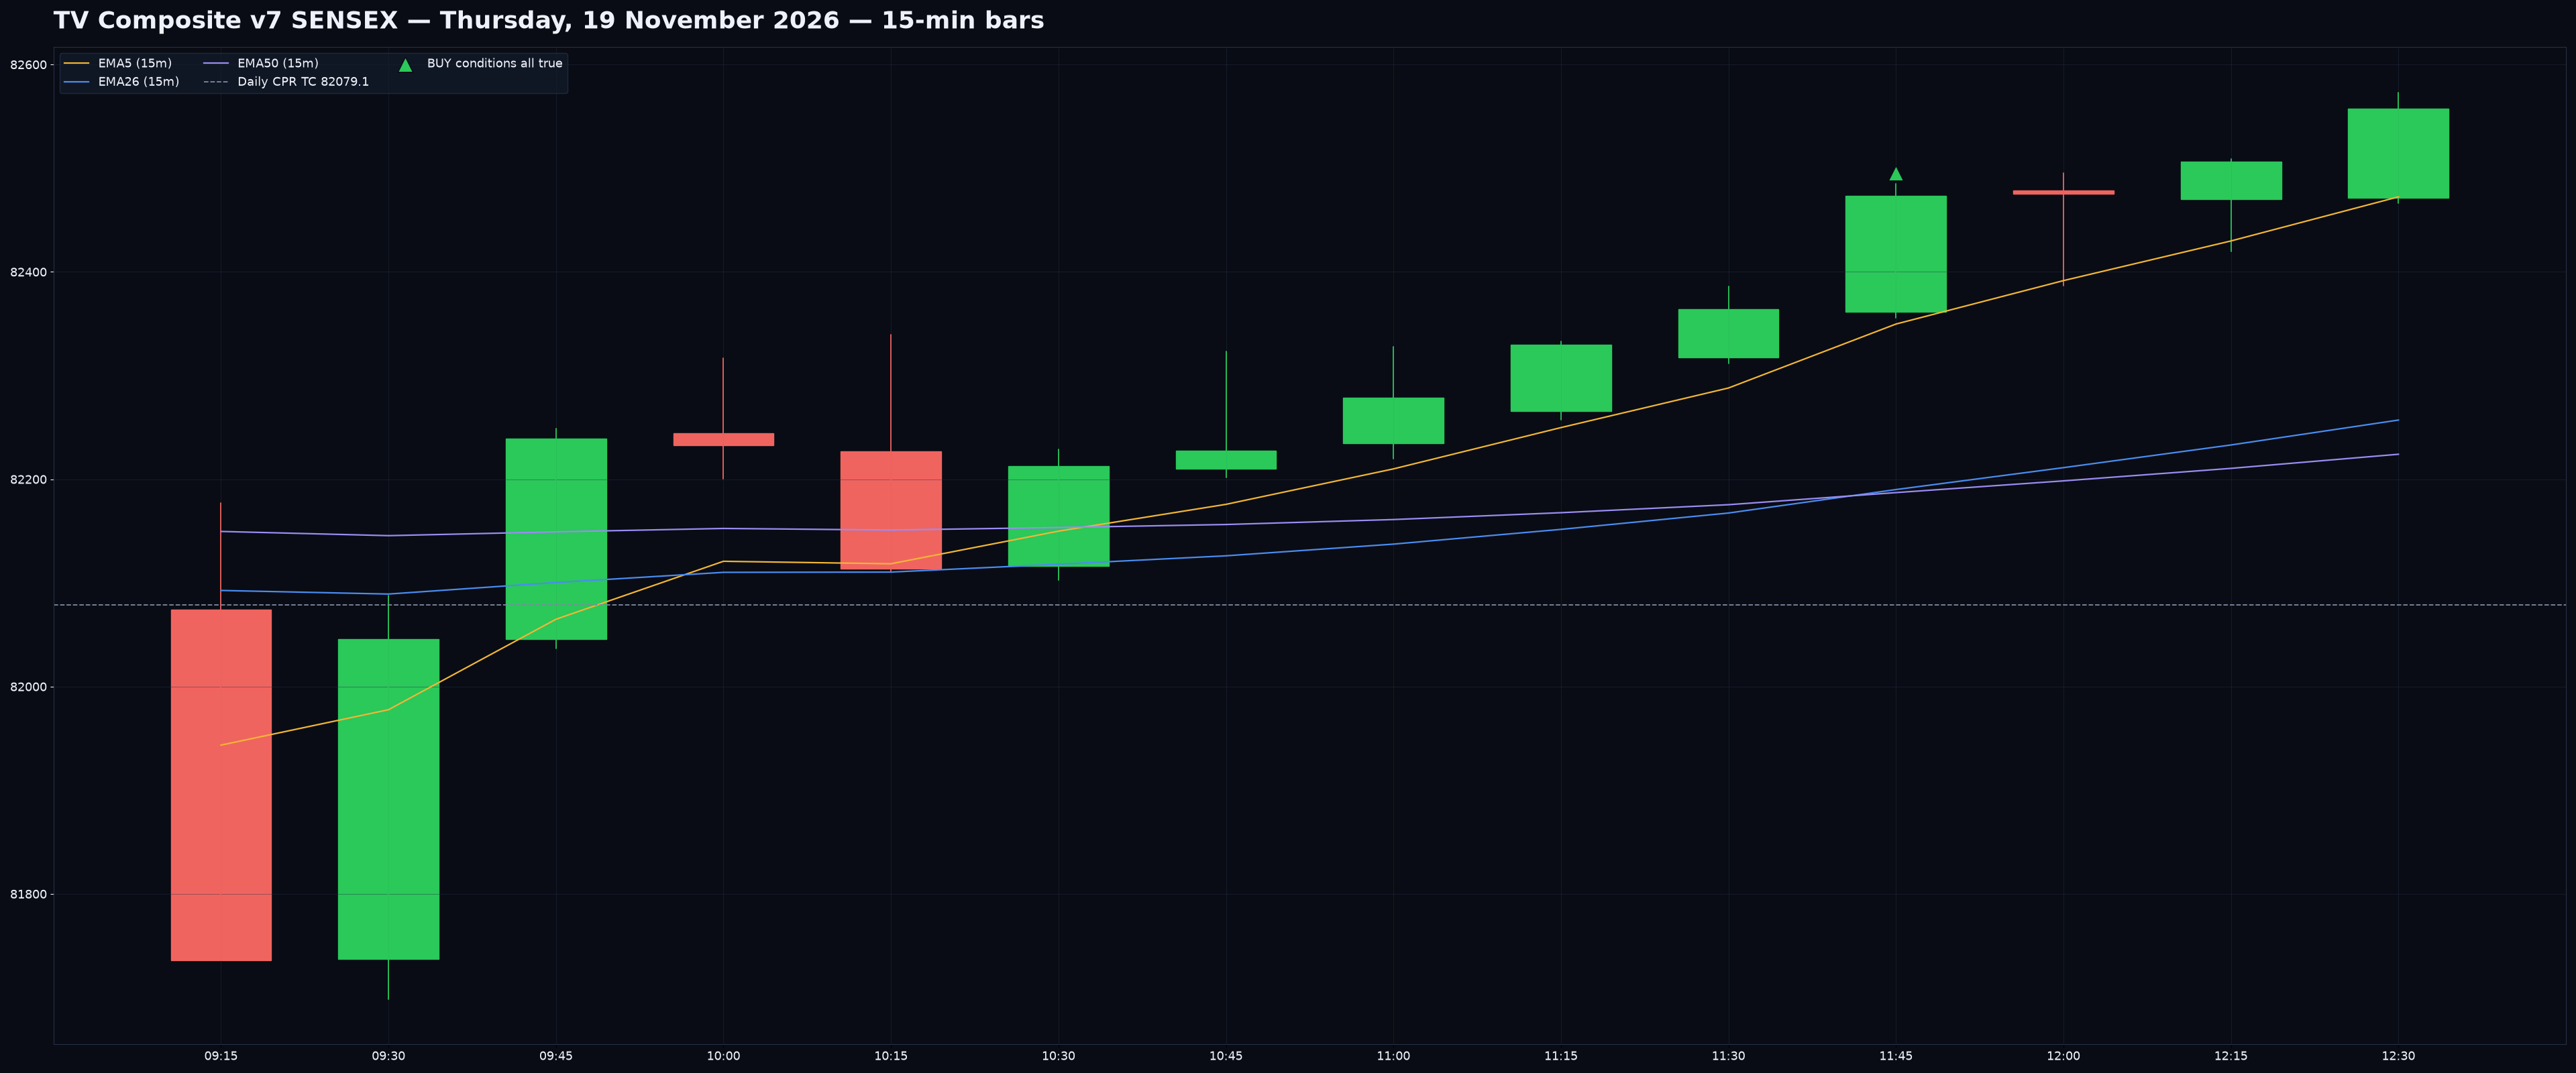 TV Composite v7 SENSEX — Thursday, 19 November 2026 — 15-min bars
EMA5 (15m) EMA50 (15m) BUY conditions all true
EMA26 (15m) Daily CPR TC 82079.1
82600
82400
82200
82000
81800
09:15 09:30 09:45 10:00 10:15 10:30 10:45 11:00 11:15 11:30 11:45 12:00 12:15 12:30